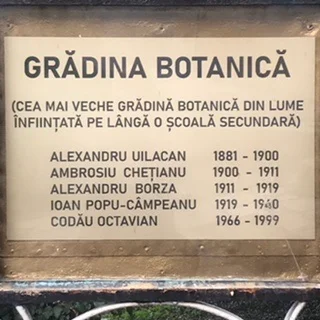 GRĂDINA BOTANICĂ
(CEA MAI VECHE GRĂDINĂ BOTANICĂ DIN LUME
ÎNFIINȚATĂ PE LÂNGĂ O ȘCOALĂ SECUNDARĂ)
ALEXANDRU UILACAN 1881 - 1900
AMBROSIU CHEȚIANU 1900 - 1911
ALEXANDRU BORZA 1911 - 1919
IOAN POPU-CÂMPEANU 1919 - 1940
CODĂU OCTAVIAN 1966 - 1999